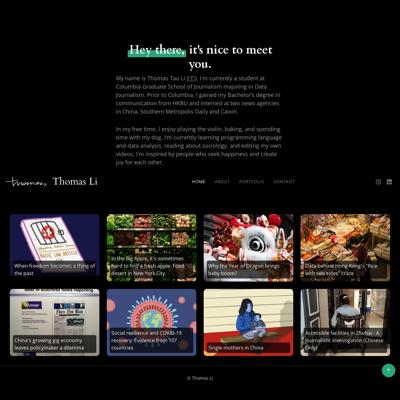 Hey there, it's nice to meet
you.
My name is Thomas Tao Li. I'm currently a student at
Columbia Graduate School of Journalism majoring in Data
Journalism. Prior to Columbia, I gained my Bachelor's degree in
communication from HKBU and interned at two news agencies
in China, Southern Metropolis Daily and Caixin.
In my free time, I enjoy playing the violin, baking, and spending
time with my dog. I'm currently learning programming language
and data analysis, reading about sociology, and editing my own
videos. I'm inspired by people who seek happiness and create
joy for each other.
Thomas Thomas Li
HOME ABOUT PORTFOLIO CONTACT
When freedom becomes a thing of
the past
In the Big Apple, it's sometimes
hard to find a fresh apple: Food
desert in New York City
Why the Year of Dragon brings
baby boom?
Data behind Hong Kong's "Rice
with two sides" craze
China's growing gig economy
leaves policymaker a dilemma
Social resilience and COVID-19
recovery: Evidence from 107
countries
Single mothers in China
Accessible facilities in Zhuhai - A
journalistic investigation (Chinese
Only)
© Thomas Li